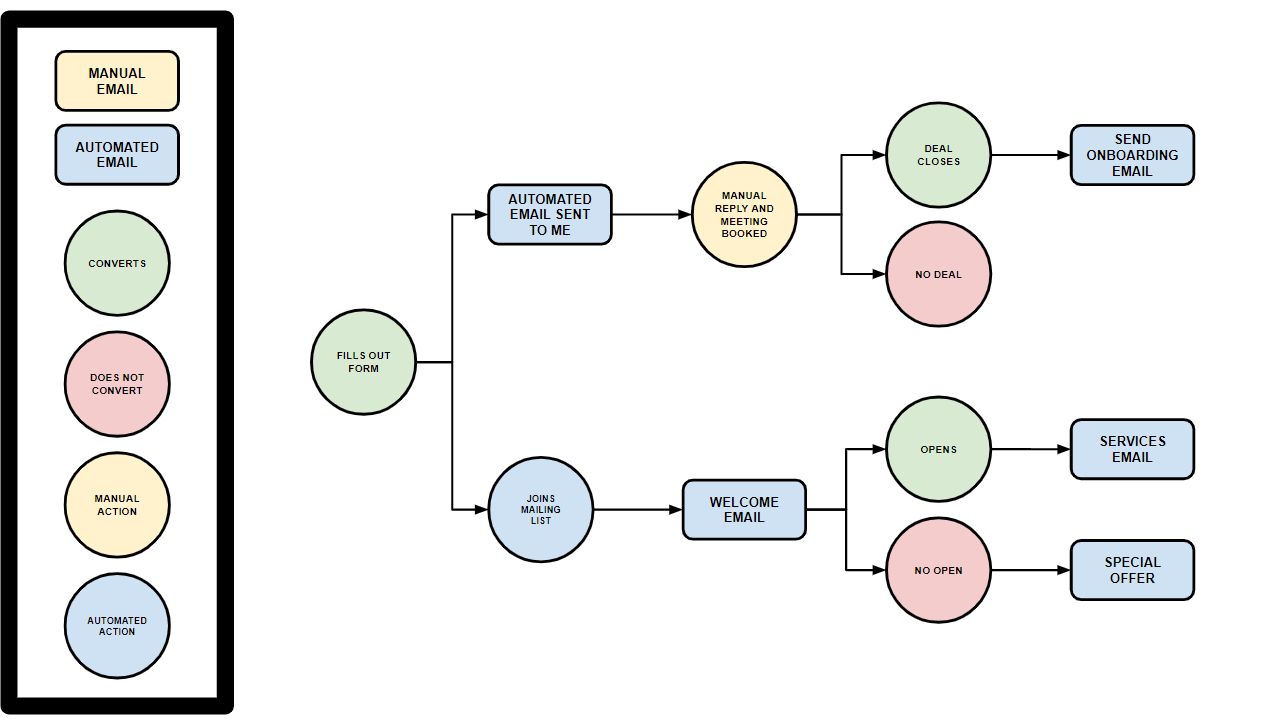 MANUAL
EMAIL
AUTOMATED
EMAIL
CONVERTS
DOES NOT
CONVERT
MANUAL
ACTION
AUTOMATED
ACTION
FILLS OUT
FORM
AUTOMATED
EMAIL SENT
TO ME
MANUAL
REPLY AND
MEETING
BOOKED
DEAL
CLOSES
SEND
ONBOARDING
EMAIL
NO DEAL
JOINS
MAILING
LIST
WELCOME
EMAIL
OPENS
SERVICES
EMAIL
NO OPEN
SPECIAL
OFFER